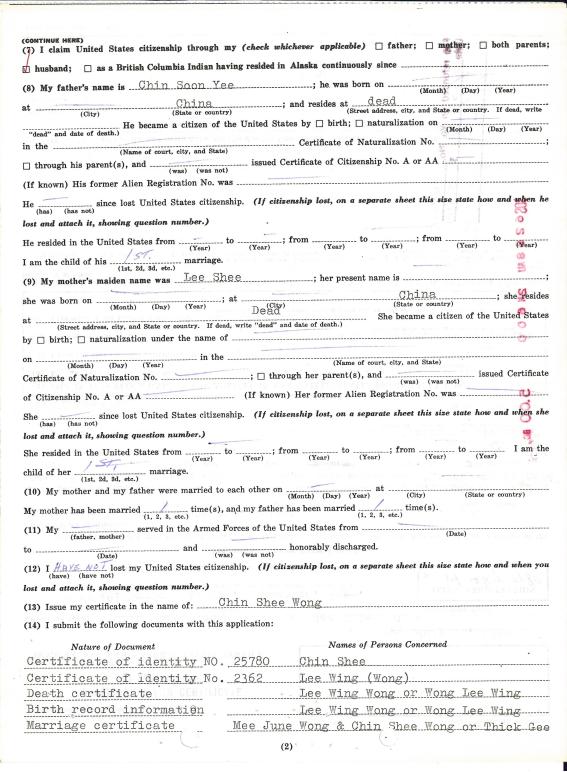 (CONTINUE HERE)
(7) I claim United States citizenship through my (check whichever applicable) ☐ father; ☐ mother; ☐ both parents;
☑ husband; ☐ as a British Columbia Indian having resided in Alaska continuously since
(8) My father's name is Chin Soon Yee; he was born on
(Month) (Day) (Year)
at China; and resides at dead
(City) (State or country) (Street address, city, and State or country. If dead, write
"dead" and date of death.) He became a citizen of the United States by ☐ birth; ☐ naturalization on
(Month) (Day) (Year)
in the Certificate of Naturalization No. ;
(Name of court, city, and State)
☐ through his parent(s), and issued Certificate of Citizenship No. A or AA
(was) (was not)
(If known) His former Alien Registration No. was
He since lost United States citizenship. (If citizenship lost, on a separate sheet this size state how and when he
(has) (has not)
lost and attach it, showing question number.)
He resided in the United States from to ; from to ; from to ; from to
(Year) (Year) (Year) (Year) (Year) (Year) (Year) (Year)
I am the child of his 1ST. marriage.
(1st, 2d, 3d, etc.)
(9) My mother's maiden name was Lee Shee; her present name is ;
she was born on ; at China; she resides
(Month) (Day) (Year) (City) (State or country)
at Dead She became a citizen of the United States
(Street address, city, and State or country. If dead, write "dead" and date of death.)
by ☐ birth; ☐ naturalization under the name of
on in the
(Month) (Day) (Year) (Name of court, city, and State)
Certificate of Naturalization No. ; ☐ through her parent(s), and issued Certificate
(was) (was not)
of Citizenship No. A or AA (If known) Her former Alien Registration No. was
She since lost United States citizenship. (If citizenship lost, on a separate sheet this size state how and when she
(has) (has not)
lost and attach it, showing question number.)
She resided in the United States from to ; from to ; from to ; from to I am the
(Year) (Year) (Year) (Year) (Year) (Year) (Year) (Year)
child of her 1ST, marriage.
(1st, 2d, 3d, etc.)
(10) My mother and my father were married to each other on at
(Month) (Day) (Year) (City) (State or country)
My mother has been married 1 time(s), and my father has been married 1 time(s).
(1, 2, 3, etc.) (1, 2, 3, etc.)
(11) My served in the Armed Forces of the United States from
(father, mother) (Date)
to and honorably discharged.
(Date) (was) (was not)
(12) I HAVE NOT lost my United States citizenship. (If citizenship lost, on a separate sheet this size state how and when you
(have) (have not)
lost and attach it, showing question number.)
(13) Issue my certificate in the name of: Chin Shee Wong
(14) I submit the following documents with this application:
Nature of Document Names of Persons Concerned
Certificate of identity NO. 25780 Chin Shee
Certificate of identity NO. 2362 Lee Wing (Wong)
Death certificate Lee Wing Wong or Wong Lee Wing
Birth record information Lee Wing Wong or Wong Lee Wing
Marriage certificate Mee June Wong & Chin Shee Wong or Thick Gee
(2)